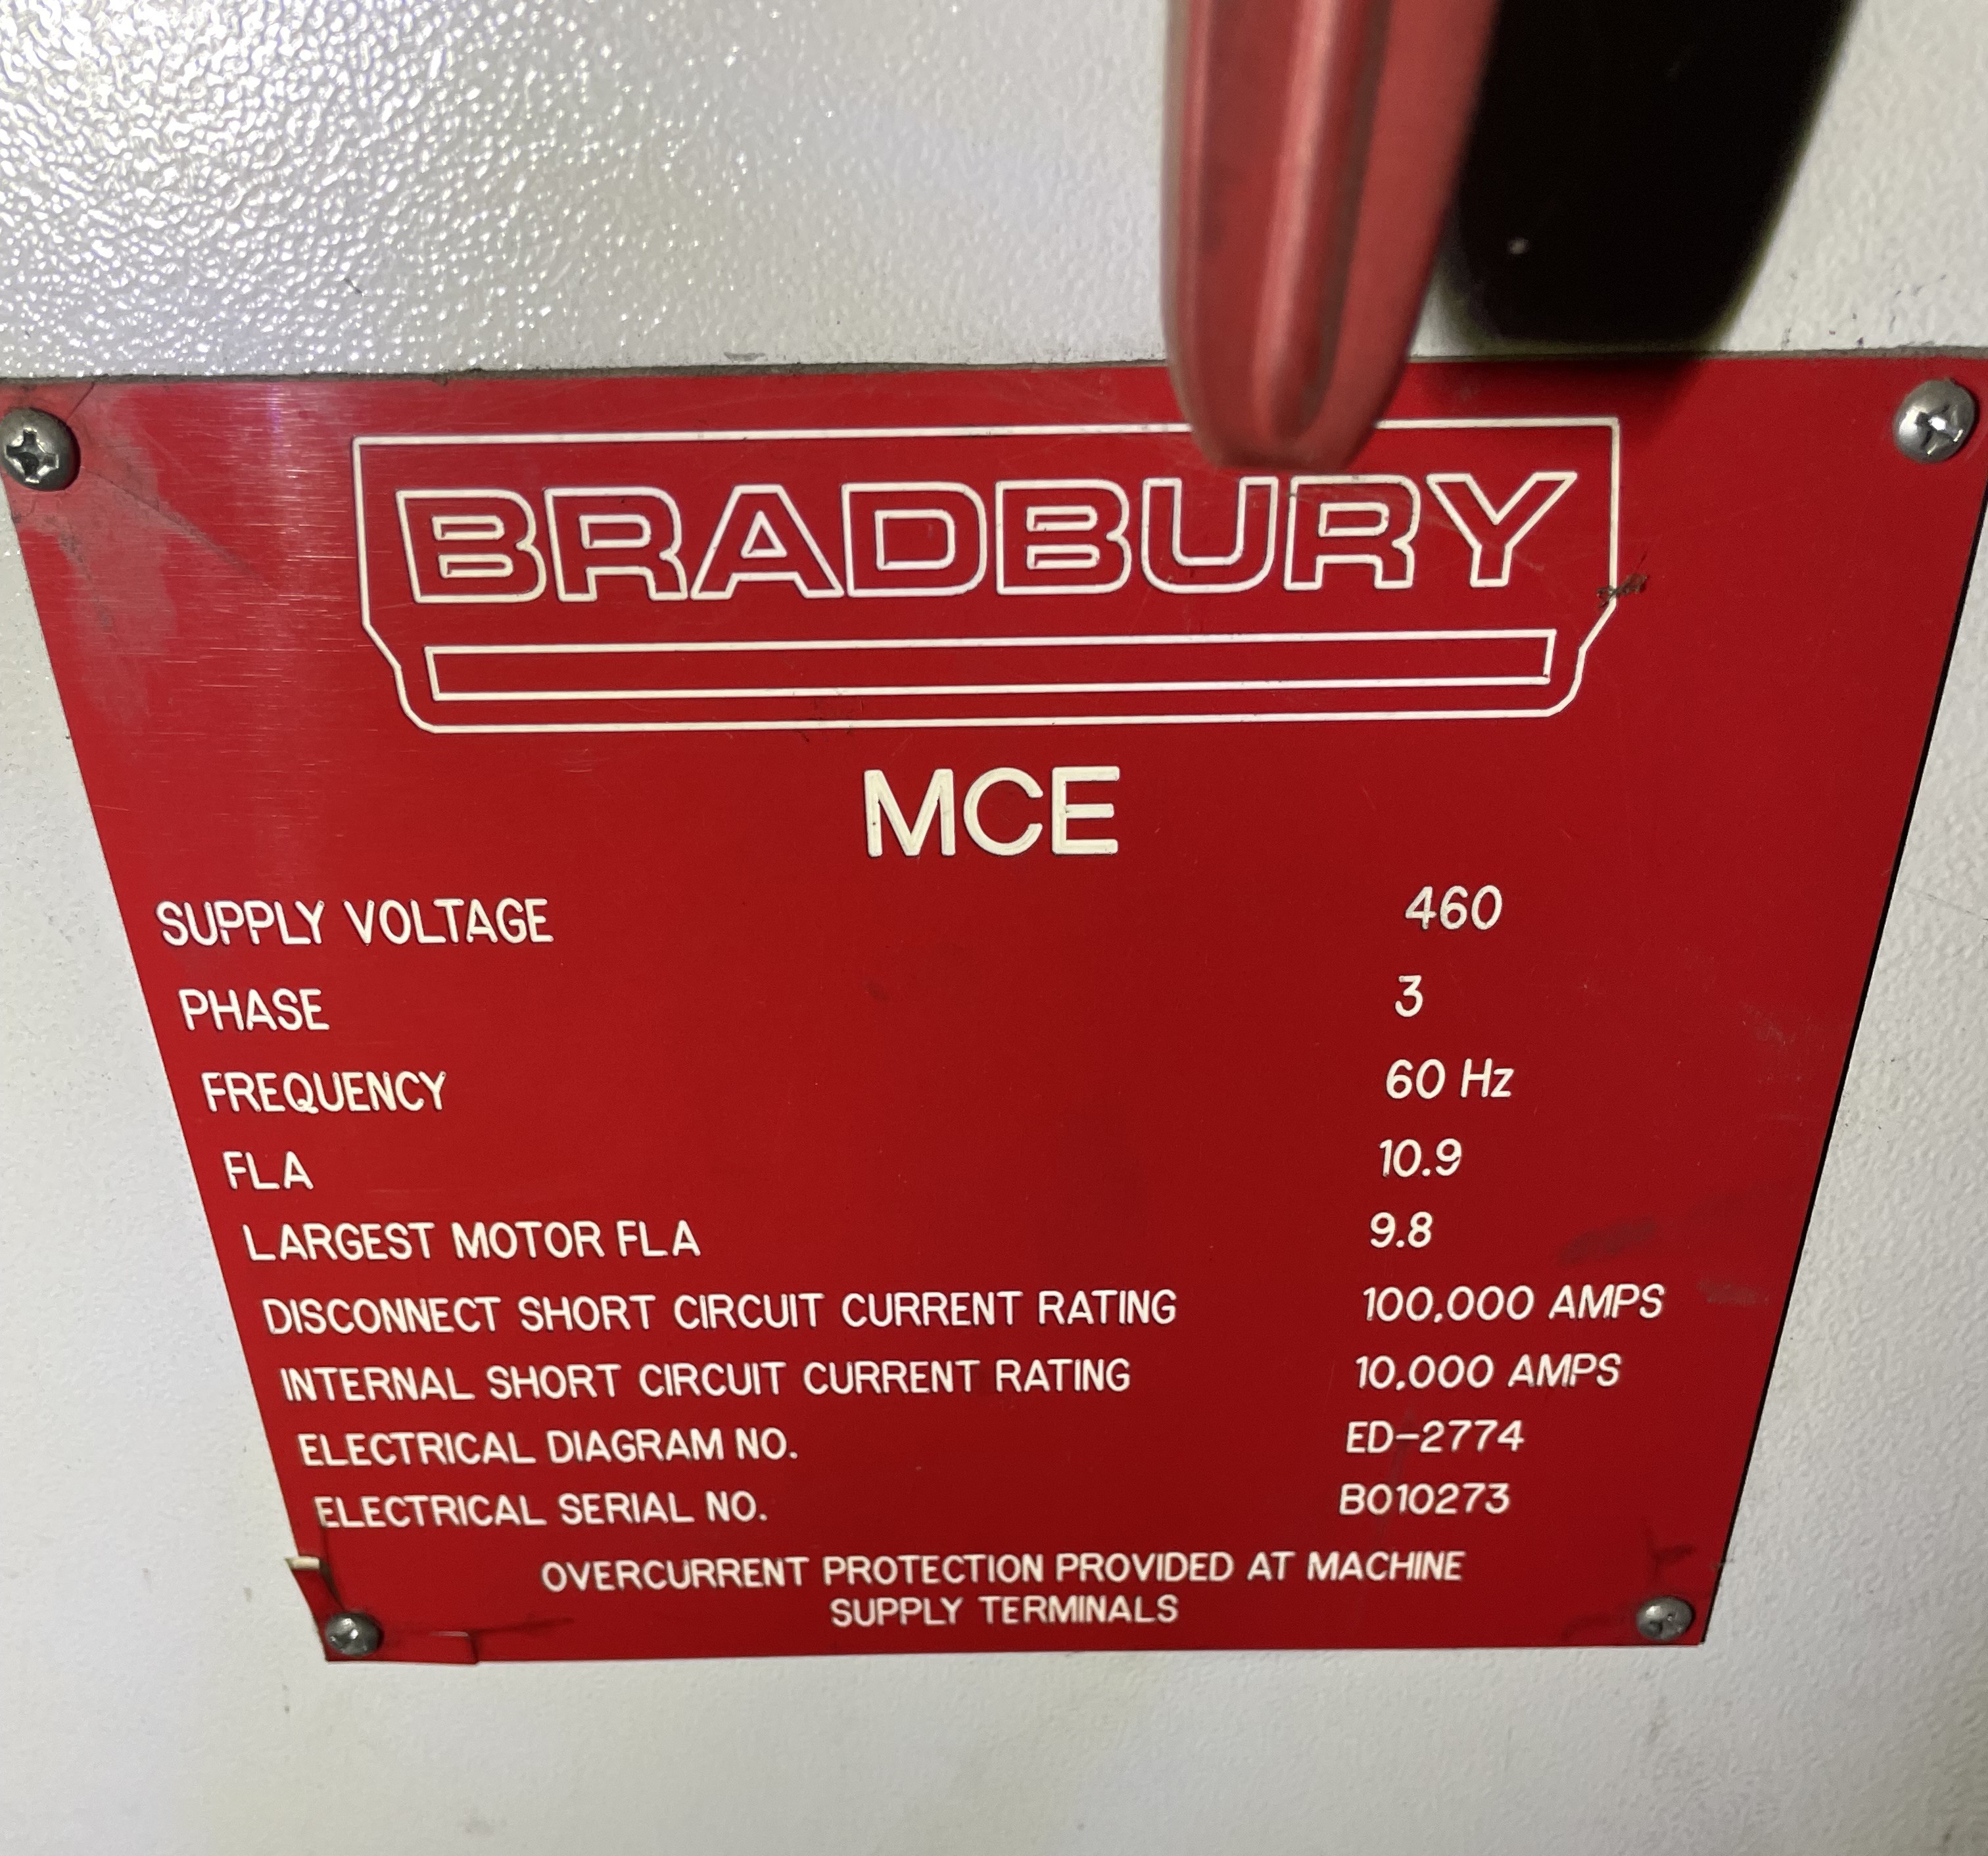 BRADBURY
MCE
SUPPLY VOLTAGE 460
PHASE 3
FREQUENCY 60 Hz
FLA 10.9
LARGEST MOTOR FLA 9.8
DISCONNECT SHORT CIRCUIT CURRENT RATING 100,000 AMPS
INTERNAL SHORT CIRCUIT CURRENT RATING 10,000 AMPS
ELECTRICAL DIAGRAM NO. ED-2774
ELECTRICAL SERIAL NO. B010273
OVERCURRENT PROTECTION PROVIDED AT MACHINE
SUPPLY TERMINALS